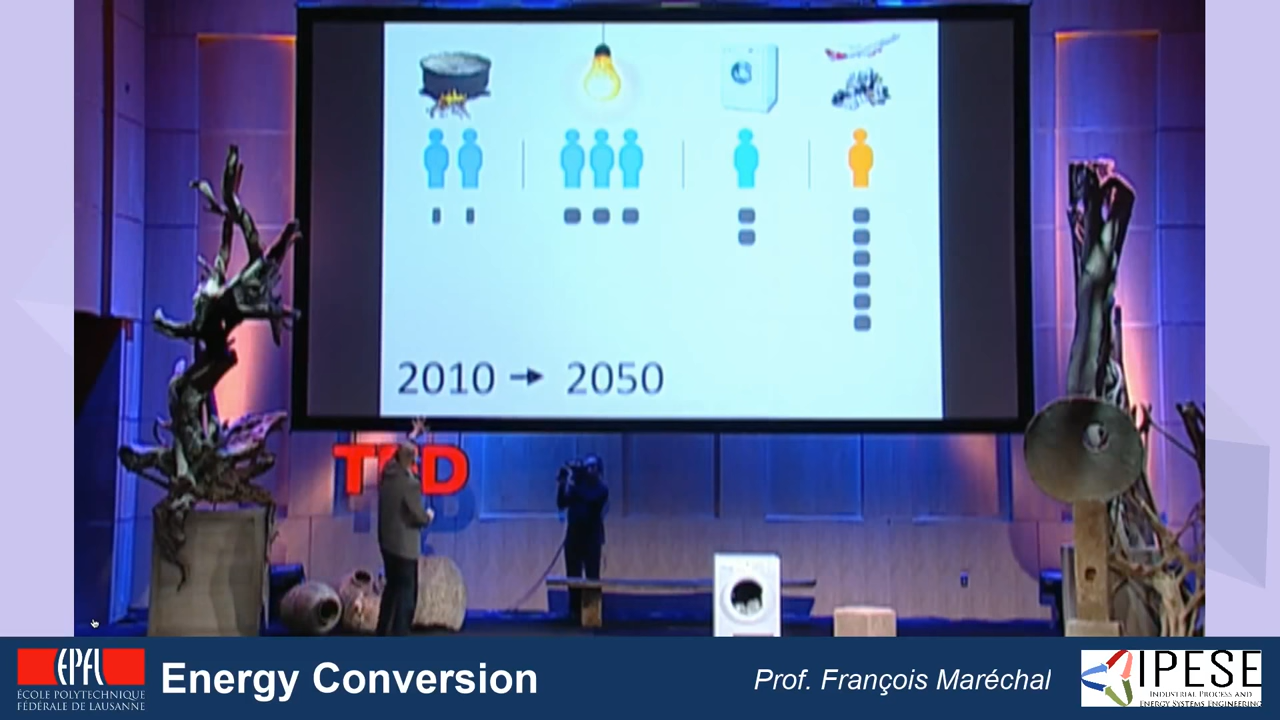 2010 → 2050
TED
EPFL
ÉCOLE POLYTECHNIQUE
FÉDÉRALE DE LAUSANNE
Energy Conversion
Prof. François Maréchal
IPESE
INDUSTRIAL PROCESS AND
ENERGY SYSTEMS ENGINEERING